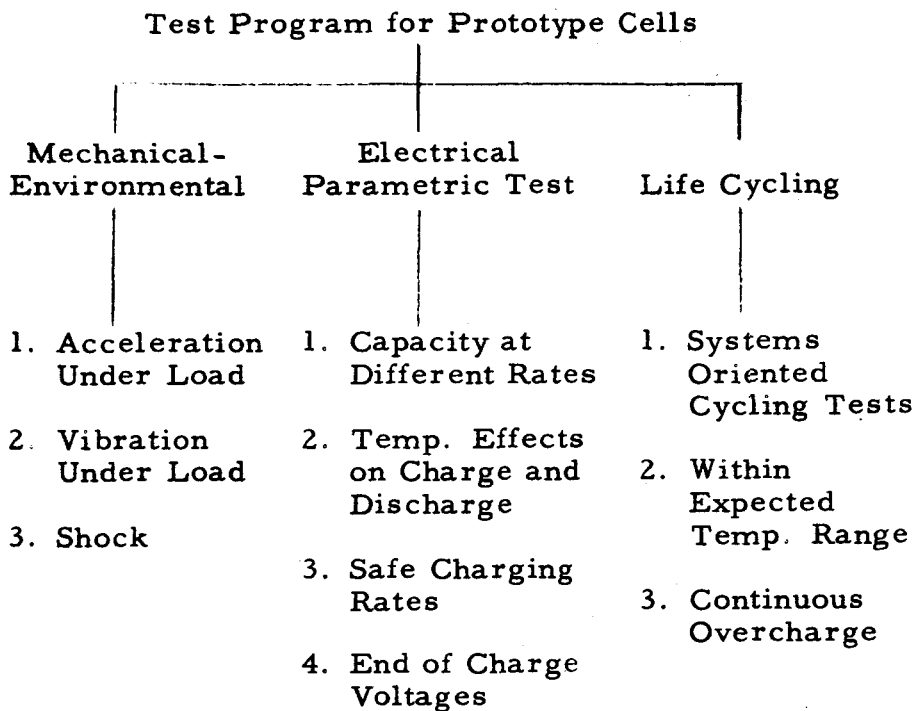 Test Program for Prototype Cells
Mechanical-
Environmental
1. Acceleration
Under Load
2. Vibration
Under Load
3. Shock
Electrical
Parametric Test
1. Capacity at
Different Rates
2. Temp. Effects
on Charge and
Discharge
3. Safe Charging
Rates
4. End of Charge
Voltages
Life Cycling
1. Systems
Oriented
Cycling Tests
2. Within
Expected
Temp. Range
3. Continuous
Overcharge